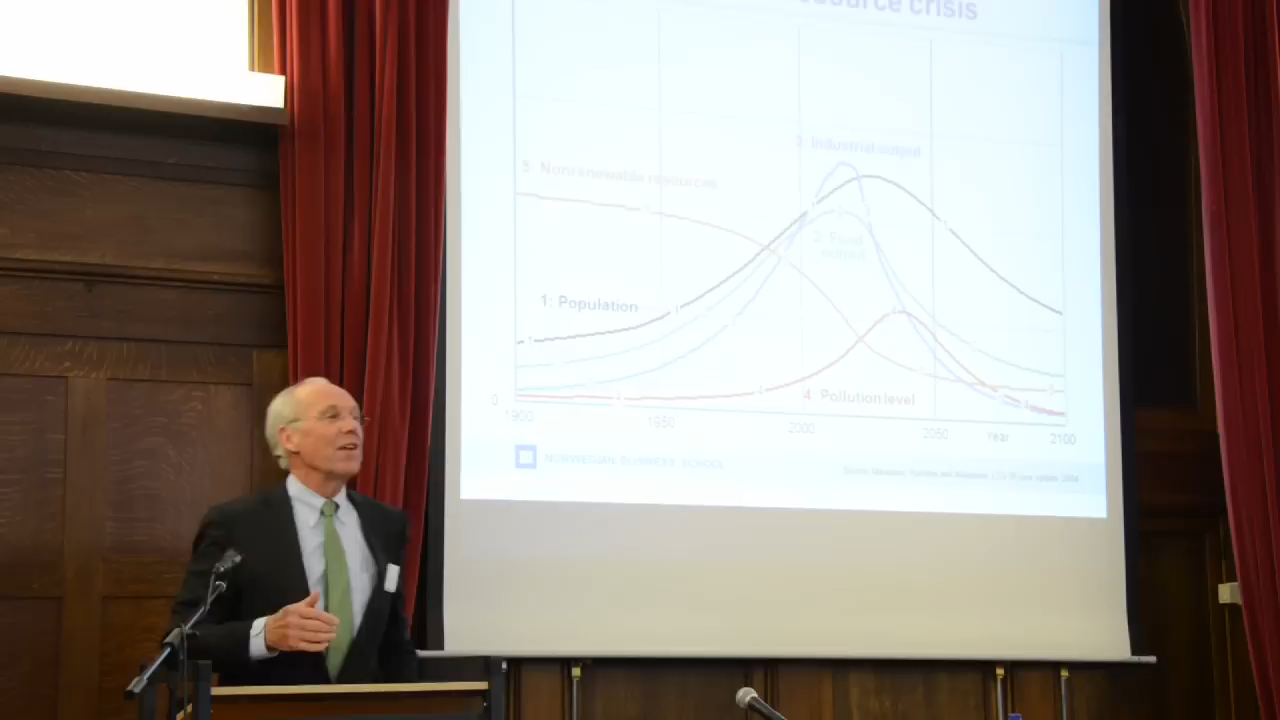 resource crisis
3: Industrial output
5: Nonrenewable resources
2: Food
1: Population
4: Pollution level
0
1900
1950
2000
2050
Year
2100
NORWEGIAN BUSINESS SCHOOL